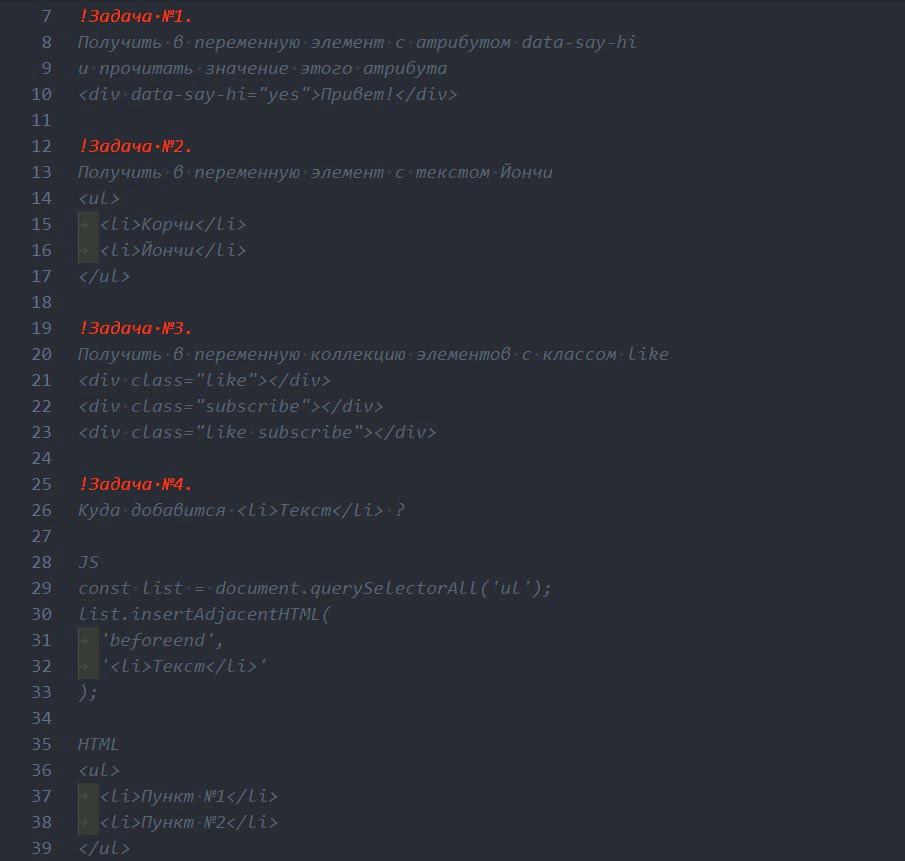 7 !Задача №1.
8 Получить в переменную элемент с атрибутом data-say-hi
9 и прочитать значение этого атрибута
10 <div data-say-hi="yes">Привет!</div>
11
12 !Задача №2.
13 Получить в переменную элемент с текстом Йончи
14 <ul>
15 <li>Корчи</li>
16 <li>Йончи</li>
17 </ul>
18
19 !Задача №3.
20 Получить в переменную коллекцию элементов с классом like
21 <div class="like"></div>
22 <div class="subscribe"></div>
23 <div class="like subscribe"></div>
24
25 !Задача №4.
26 Куда добавится <li>Текст</li> ?
27
28 JS
29 const list = document.querySelectorAll('ul');
30 list.insertAdjacentHTML(
31 'beforeend',
32 '<li>Текст</li>'
33 );
34
35 HTML
36 <ul>
37 <li>Пункт №1</li>
38 <li>Пункт №2</li>
39 </ul>